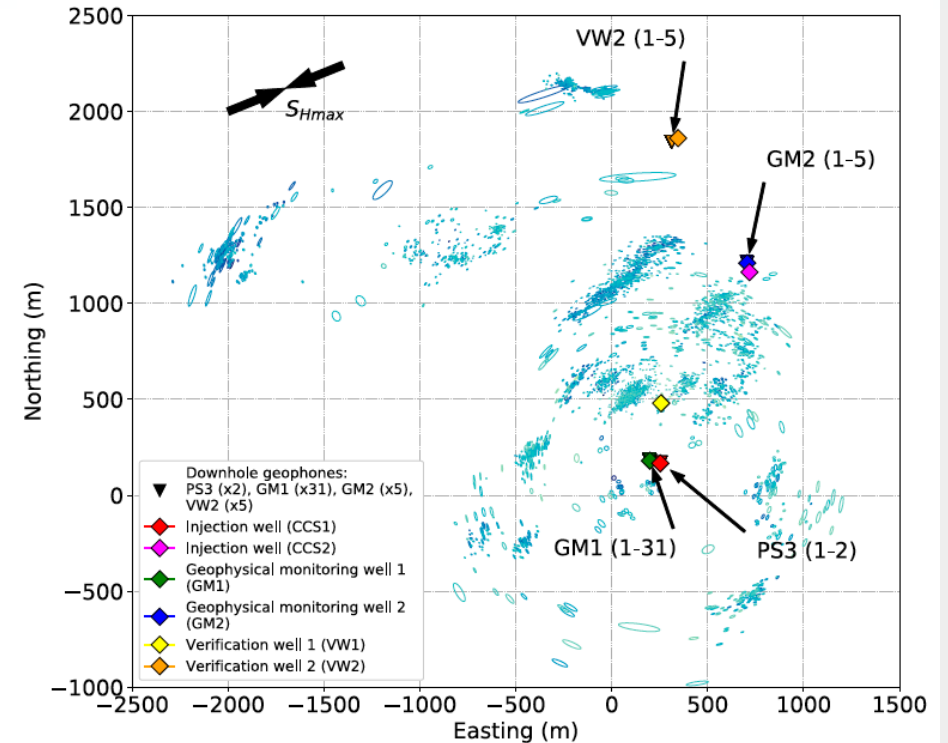 2500
2000
1500
1000
500
0
−500
−1000
Northing (m)
S_Hmax
VW2 (1-5)
GM2 (1-5)
GM1 (1-31)
PS3 (1-2)
Downhole geophones:
PS3 (x2), GM1 (x31), GM2 (x5),
VW2 (x5)
Injection well (CCS1)
Injection well (CCS2)
Geophysical monitoring well 1
(GM1)
Geophysical monitoring well 2
(GM2)
Verification well 1 (VW1)
Verification well 2 (VW2)
−2500 −2000 −1500 −1000 −500 0 500 1000 1500
Easting (m)